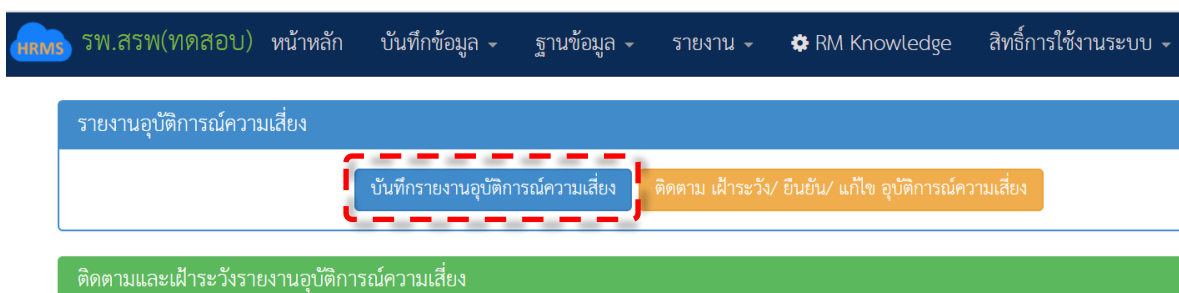 HRMS รพ.สรพ(ทดสอบ) หน้าหลัก บันทึกข้อมูล ฐานข้อมูล รายงาน RM Knowledge สิทธิ์การใช้งานระบบ
รายงานอุบัติการณ์ความเสี่ยง
บันทึกรายงานอุบัติการณ์ความเสี่ยง ติดตาม เฝ้าระวัง/ ยืนยัน/ แก้ไข อุบัติการณ์ความเสี่ยง
ติดตามและเฝ้าระวังรายงานอุบัติการณ์ความเสี่ยง